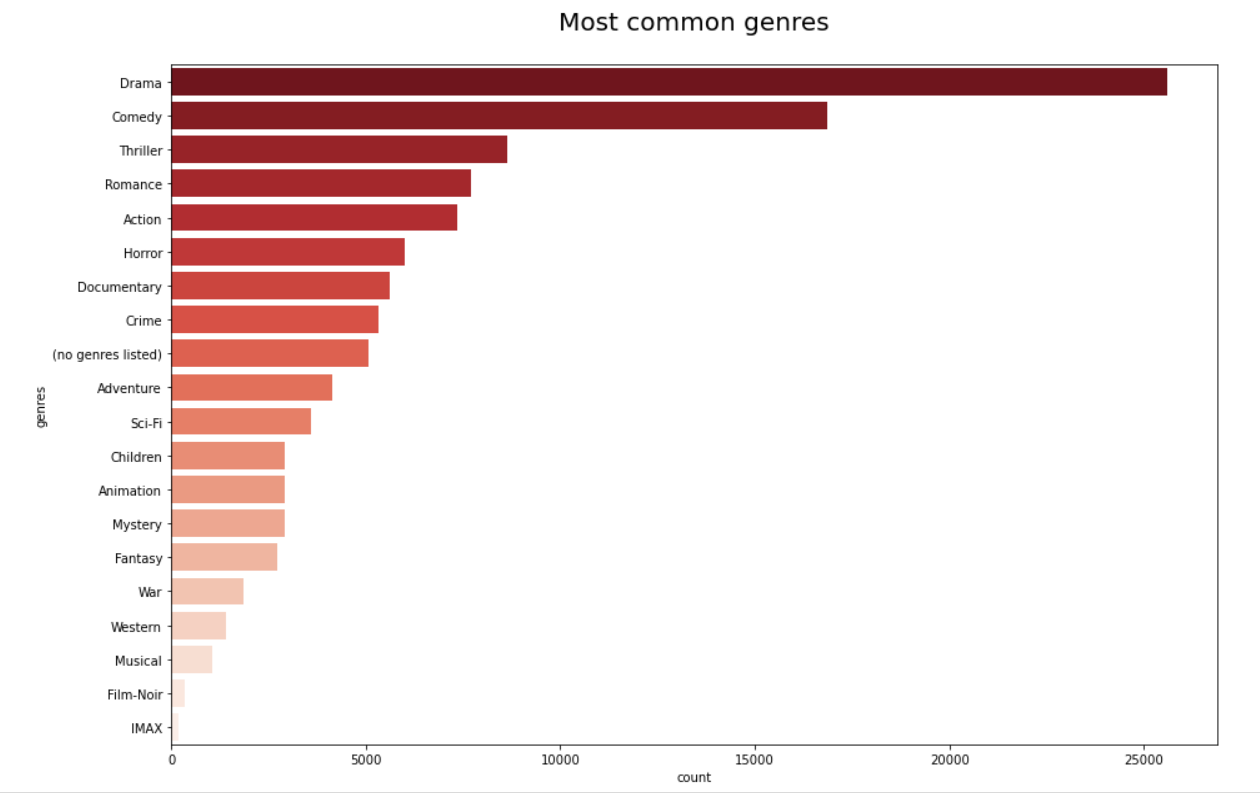 Most common genres
Drama
Comedy
Thriller
Romance
Action
Horror
Documentary
Crime
(no genres listed)
Adventure
Sci-Fi
Children
Animation
Mystery
Fantasy
War
Western
Musical
Film-Noir
IMAX
genres
0 5000 10000 15000 20000 25000
count